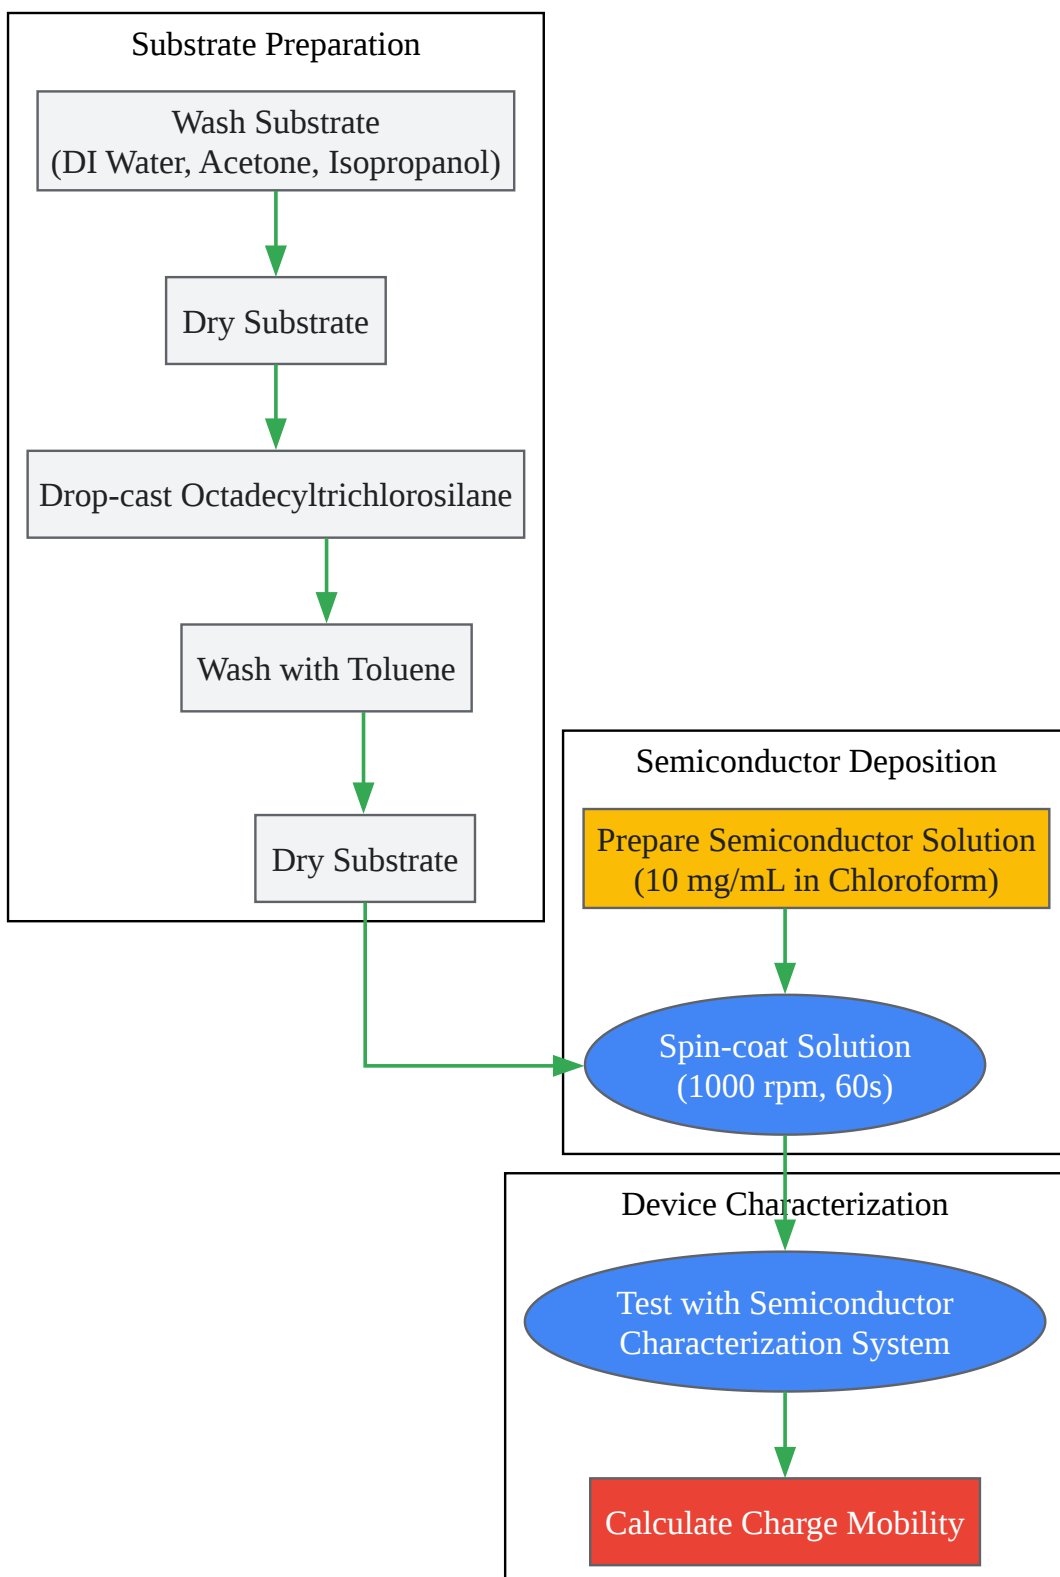 Substrate Preparation
Wash Substrate
(DI Water, Acetone, Isopropanol)
Dry Substrate
Drop-cast Octadecyltrichlorosilane
Wash with Toluene
Dry Substrate
Semiconductor Deposition
Prepare Semiconductor Solution
(10 mg/mL in Chloroform)
Spin-coat Solution
(1000 rpm, 60s)
Device Characterization
Test with Semiconductor
Characterization System
Calculate Charge Mobility